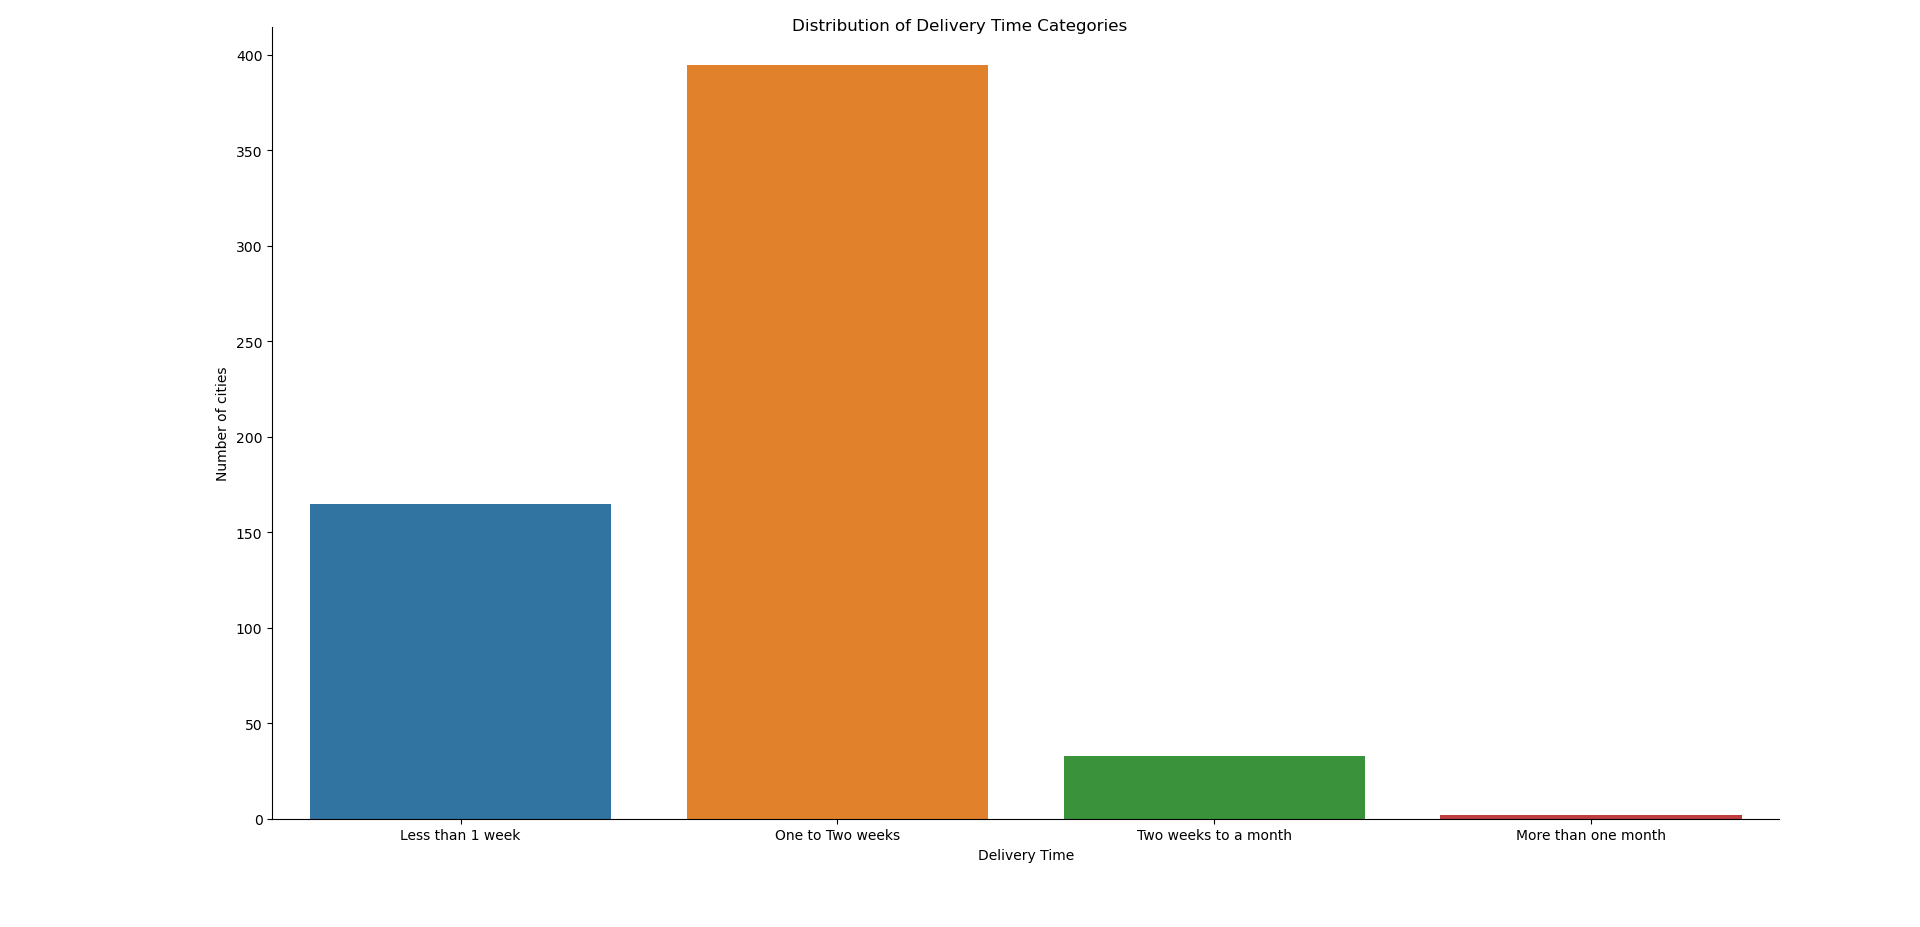 Distribution of Delivery Time Categories
400
350
300
250
200
150
100
50
0
Number of cities
Less than 1 week
One to Two weeks
Two weeks to a month
More than one month
Delivery Time